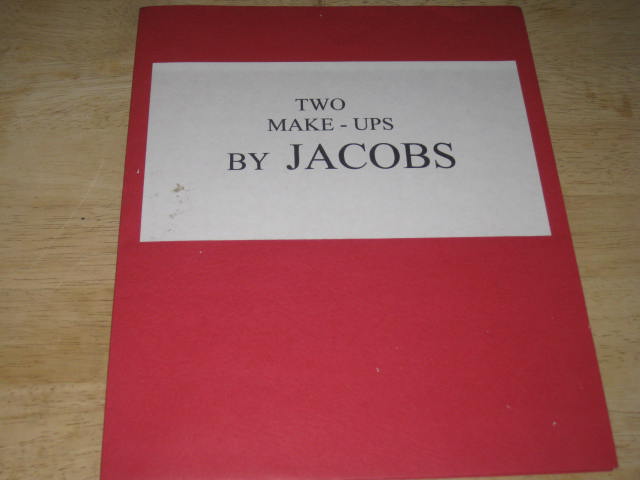 TWO
MAKE - UPS
BY JACOBS